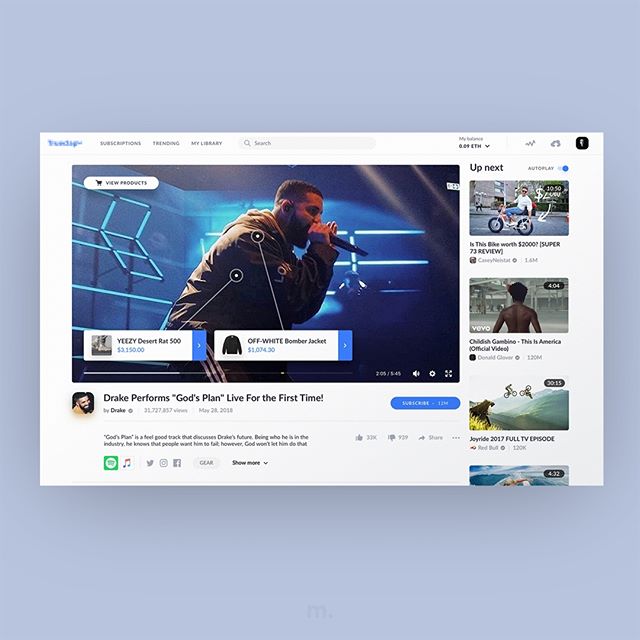 SUBSCRIPTIONS TRENDING MY LIBRARY Search
My balance
0.09 ETH
VIEW PRODUCTS
YEEZY Desert Rat 500
$3,150.00
OFF-WHITE Bomber Jacket
$1,074.30
2:05 / 5:45
Drake Performs "God's Plan" Live For the First Time!
by Drake 31,727.857 views May 28, 2018
SUBSCRIBE - 12M
"God's Plan" is a feel good track that discusses Drake's future. Being who he is in the
industry, he knows that people want him to fail; however, God won't let him do that
33K 939 Share
GEAR Show more
Up next AUTOPLAY
10:50
Is This Bike worth $2000? [SUPER
73 REVIEW]
CaseyNeistat 1.6M
4:04
vevo
Childish Gambino - This Is America
(Official Video)
Donald Glover 120M
30:15
Joyride 2017 FULL TV EPISODE
Red Bull 120K
4:32
m.